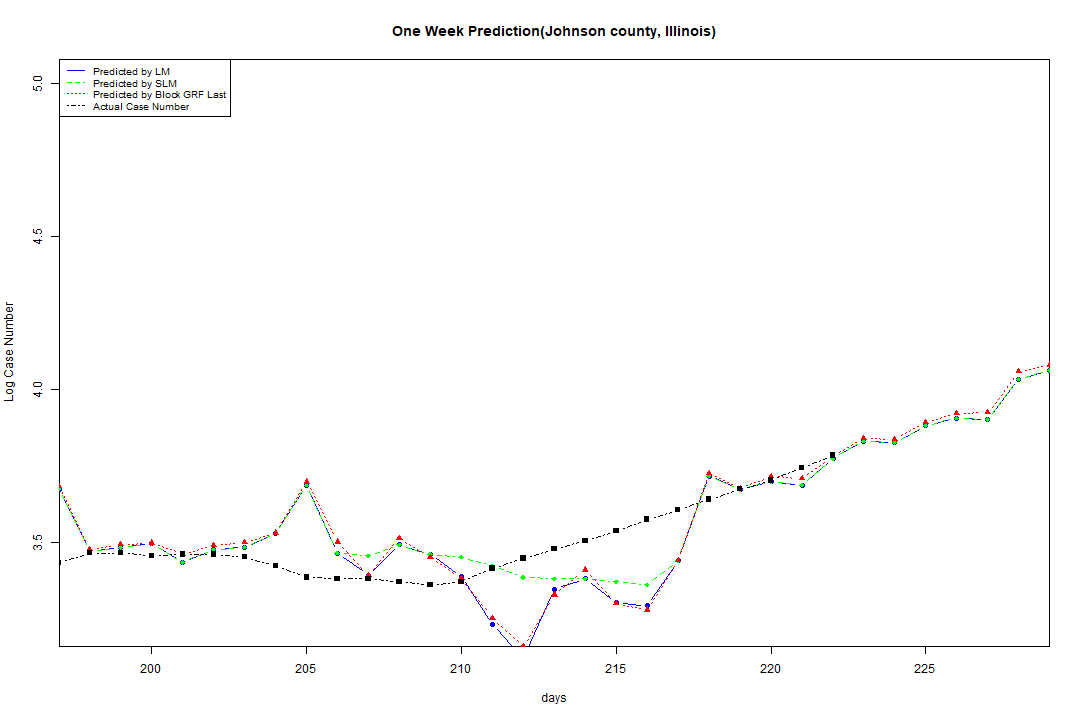 One Week Prediction(Johnson county, Illinois)
Predicted by LM
Predicted by SLM
Predicted by Block GRF Last
Actual Case Number
5.0
4.5
4.0
3.5
Log Case Number
200 205 210 215 220 225
days